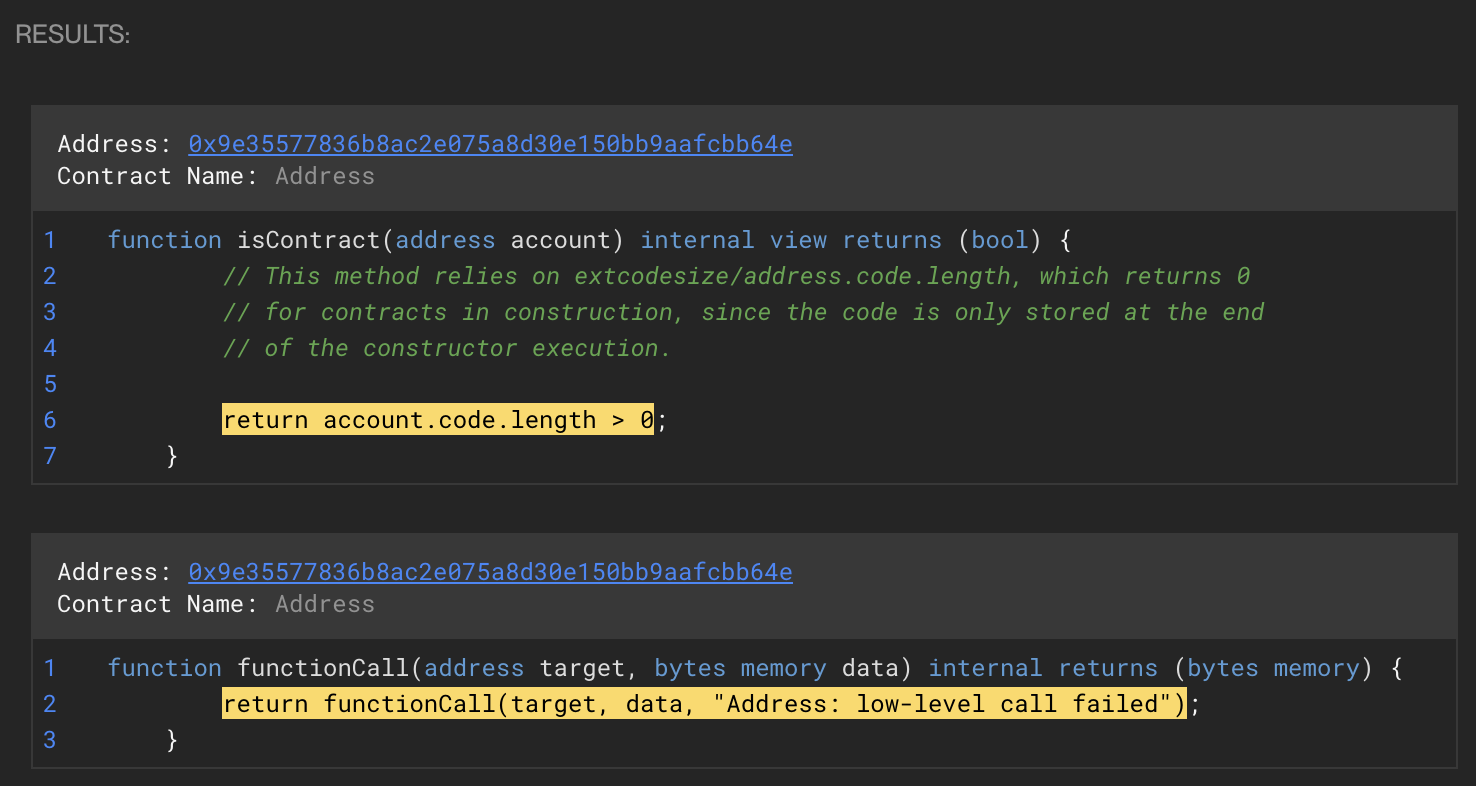 RESULTS:
Address: 0x9e35577836b8ac2e075a8d30e150bb9aafcbb64e
Contract Name: Address
1 function isContract(address account) internal view returns (bool) {
2 // This method relies on extcodesize/address.code.length, which returns 0
3 // for contracts in construction, since the code is only stored at the end
4 // of the constructor execution.
5
6 return account.code.length > 0;
7 }
Address: 0x9e35577836b8ac2e075a8d30e150bb9aafcbb64e
Contract Name: Address
1 function functionCall(address target, bytes memory data) internal returns (bytes memory) {
2 return functionCall(target, data, "Address: low-level call failed");
3 }